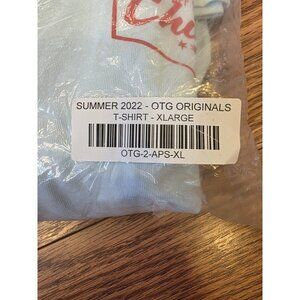 SUMMER 2022 - OTG ORIGINALS
T-SHIRT - XLARGE
OTG-2-APS-XL